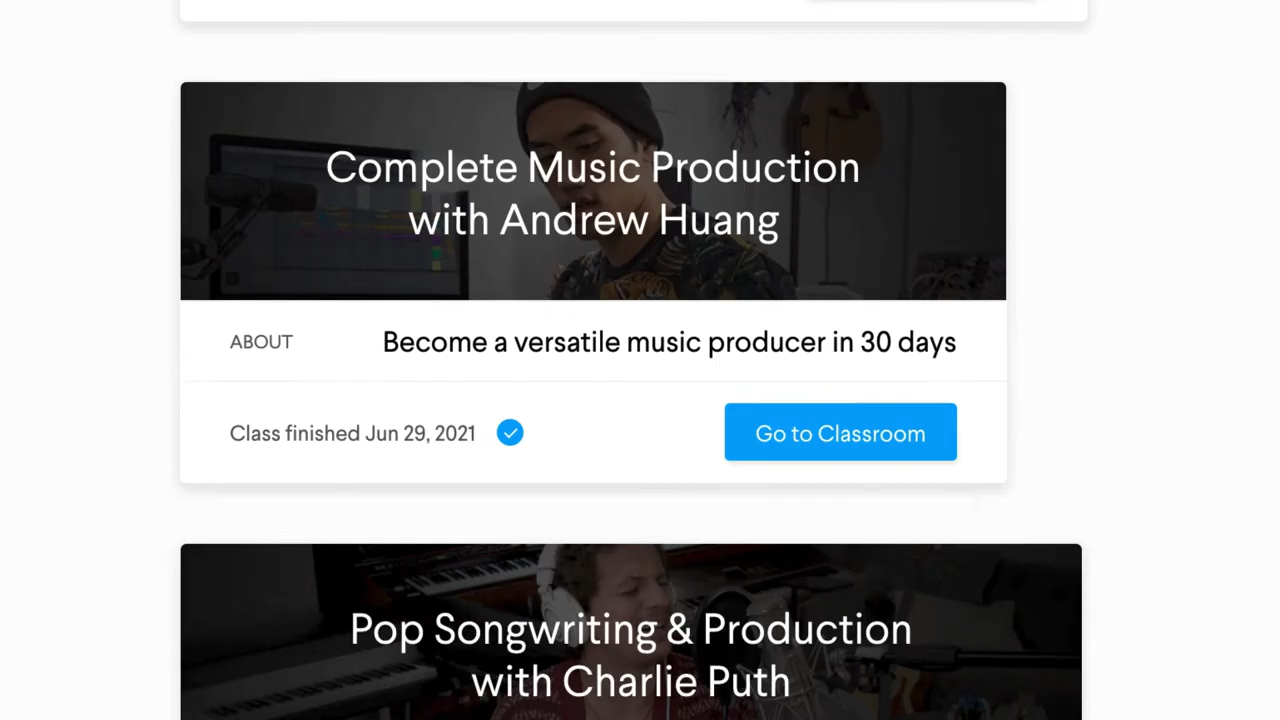 Complete Music Production
with Andrew Huang
ABOUT
Become a versatile music producer in 30 days
Class finished Jun 29, 2021
Go to Classroom
Pop Songwriting & Production
with Charlie Puth